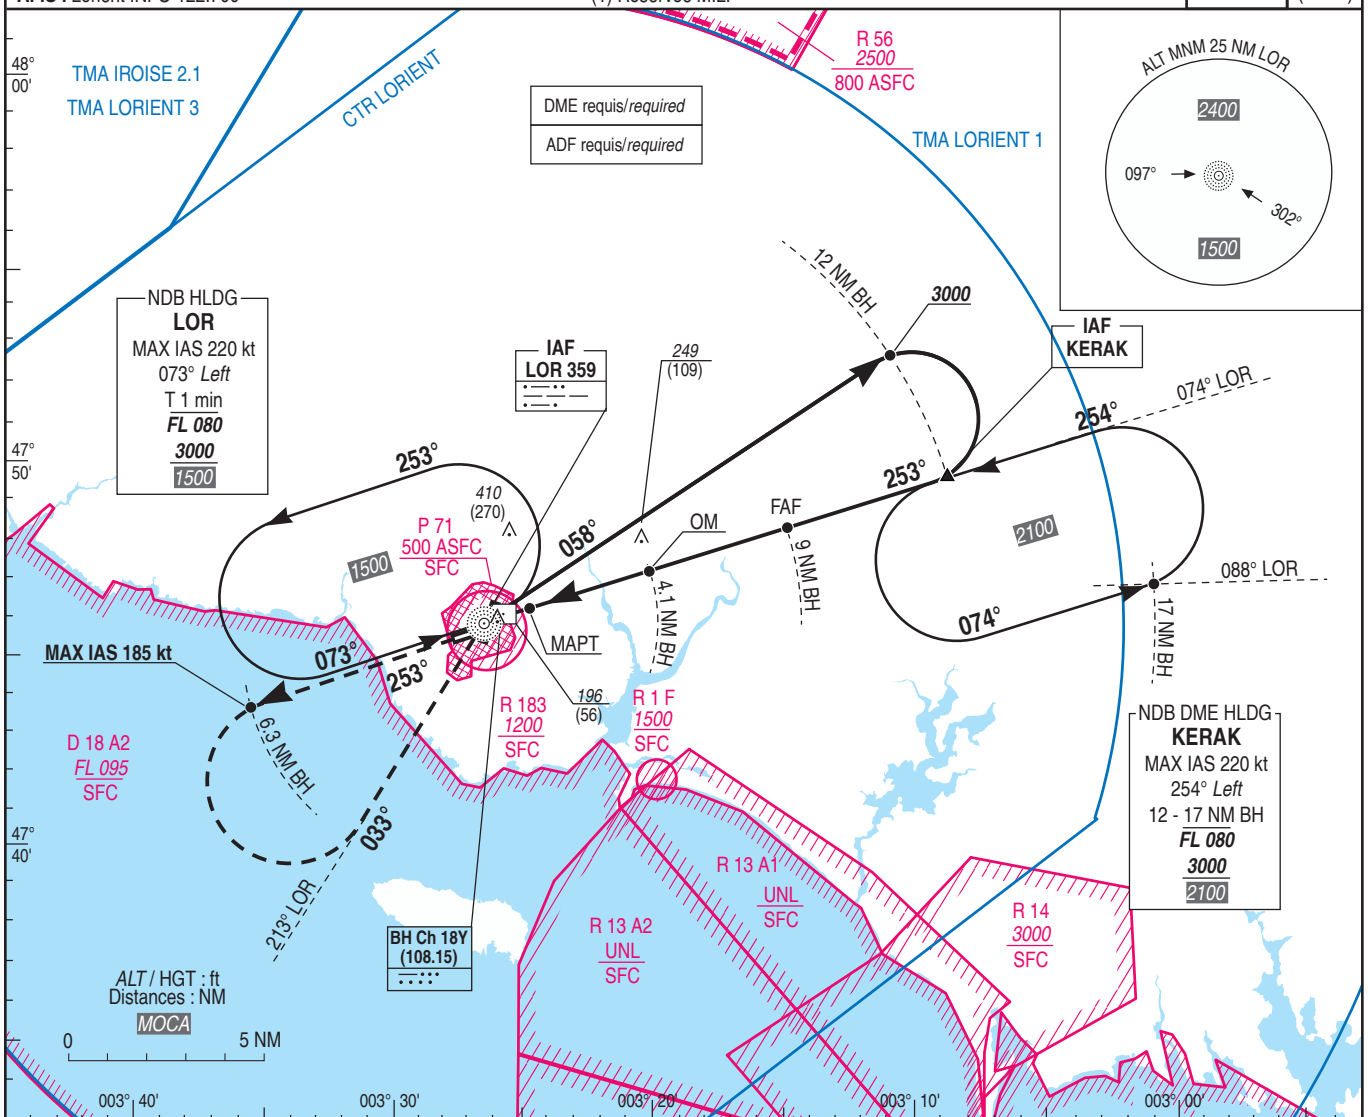 48°
00'
TMA IROISE 2.1
TMA LORIENT 3
CTR LORIENT
DME requis/required
ADF requis/required
R 56
2500
800 ASFC
TMA LORIENT 1
ALT MNM 25 NM LOR
2400
097°
302°
1500
NDB HLDG
LOR
MAX IAS 220 kt
073° Left
T 1 min
FL 080
3000
1500
IAF
LOR 359
249
(109)
12 NM BH
3000
IAF
KERAK
074° LOR
254°
47°
50'
253°
410
(270)
058°
OM
FAF
253°
2100
1500
P 71
500 ASFC
SFC
4.1 NM BH
9 NM BH
088° LOR
074°
17 NM BH
MAPT
MAX IAS 185 kt
073°
253°
196
(56)
R 183
1200
SFC
R 1 F
1500
SFC
6.3 NM BH
D 18 A2
FL 095
SFC
NDB DME HLDG
KERAK
MAX IAS 220 kt
254° Left
12 - 17 NM BH
FL 080
3000
2100
47°
40'
033°
213° LOR
R 13 A1
UNL
SFC
R 13 A2
UNL
SFC
R 14
3000
SFC
BH Ch 18Y
(108.15)
ALT / HGT : ft
Distances : NM
MOCA
0
5 NM
003° 40'
003° 30'
003° 20'
003° 10'
003° 00'